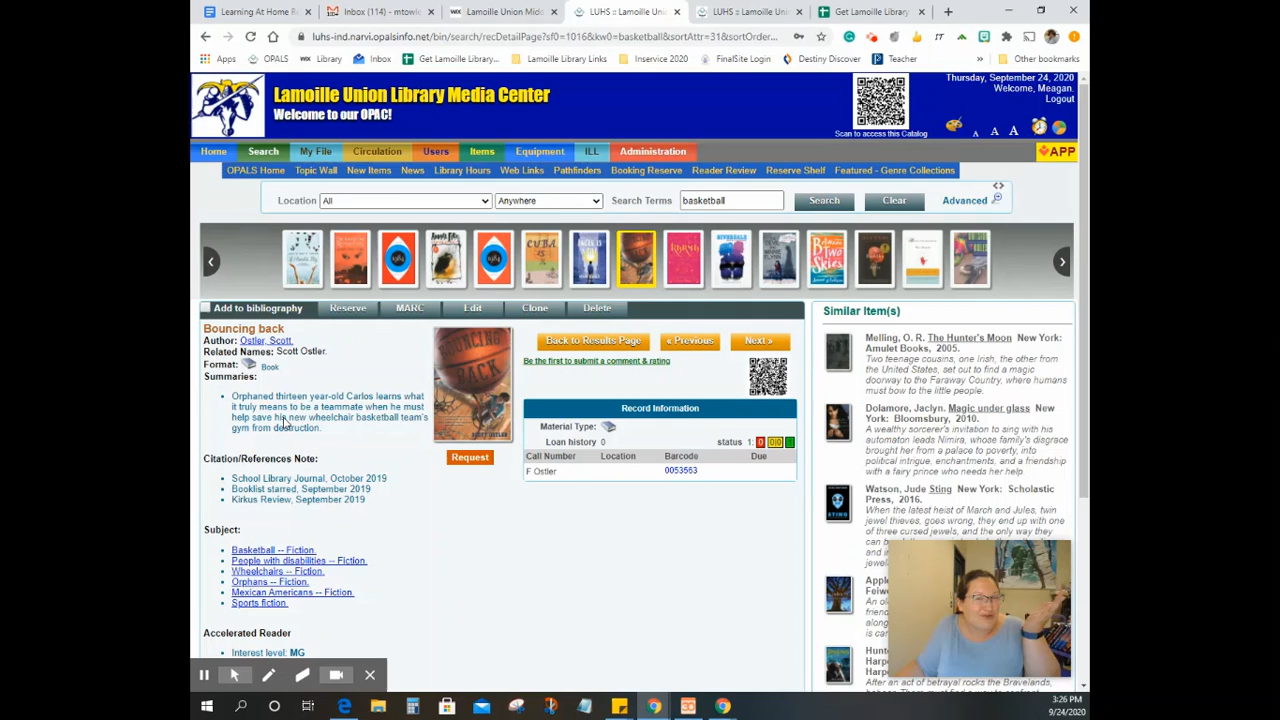 Learning At Home R
Inbox (114) - mtowle
Lamoille Union Midd
LUHS :: Lamoille Uni
LUHS :: Lamoille Uni
Get Lamoille Library
luhs-ind.narvi.opalsinfo.net/bin/search/recDetailPage?sf0=1016&kw0=basketball&sortAttr=31&sortOrder...
Apps OPALS Library Inbox Get Lamoille Library... Lamoille Library Links Inservice 2020 FinalSite Login Destiny Discover Teacher Other bookmarks
Lamoille Union Library Media Center
Welcome to our OPAC!
Thursday, September 24, 2020
Welcome, Meagan.
Logout
Scan to access this Catalog
A A A
Home Search My File Circulation Users Items Equipment ILL Administration APP
OPALS Home Topic Wall New Items News Library Hours Web Links Pathfinders Booking Reserve Reader Review Reserve Shelf Featured - Genre Collections
Location All Anywhere Search Terms basketball Search Clear Advanced
Add to bibliography Reserve MARC Edit Clone Delete
Bouncing back
Author: Ostler, Scott.
Related Names: Scott Ostler.
Format: Book
Summaries:
Orphaned thirteen year-old Carlos learns what
it truly means to be a teammate when he must
help save his new wheelchair basketball team's
gym from destruction.
Citation/References Note:
School Library Journal, October 2019
Booklist starred, September 2019
Kirkus Review, September 2019
Subject:
Basketball -- Fiction.
People with disabilities -- Fiction.
Wheelchairs -- Fiction.
Orphans -- Fiction.
Mexican Americans -- Fiction.
Sports fiction.
Accelerated Reader
Interest level: MG
BOUNCING
BACK
SCOTT OSTLER
Request
Back to Results Page « Previous Next »
Be the first to submit a comment & rating
Record Information
Material Type:
Loan history 0 status 1: 0 0|0
Call Number Location Barcode Due
F Ostler 0053563
Similar Item(s)
Melling, O. R. The Hunter's Moon New York:
Amulet Books, 2005.
Two teenage cousins, one Irish, the other from
the United States, set out to find a magic
doorway to the Faraway Country, where humans
must bow to the little people.
Dolamore, Jaclyn. Magic under glass New
York: Bloomsbury, 2010.
A wealthy sorcerer's invitation to sing with his
automaton leads Nimira, whose family's disgrace
brought her from a palace to poverty, into
political intrigue, enchantments, and a friendship
with a fairy prince who needs her help
Watson, Jude Sting New York: Scholastic
Press, 2016.
When the latest heist of March and Jules, twin
jewel thieves, goes wrong, they end up with one
of three cursed jewels, and the only way they
After an act of betrayal rocks the Bravelands,
3:26 PM
9/24/2020